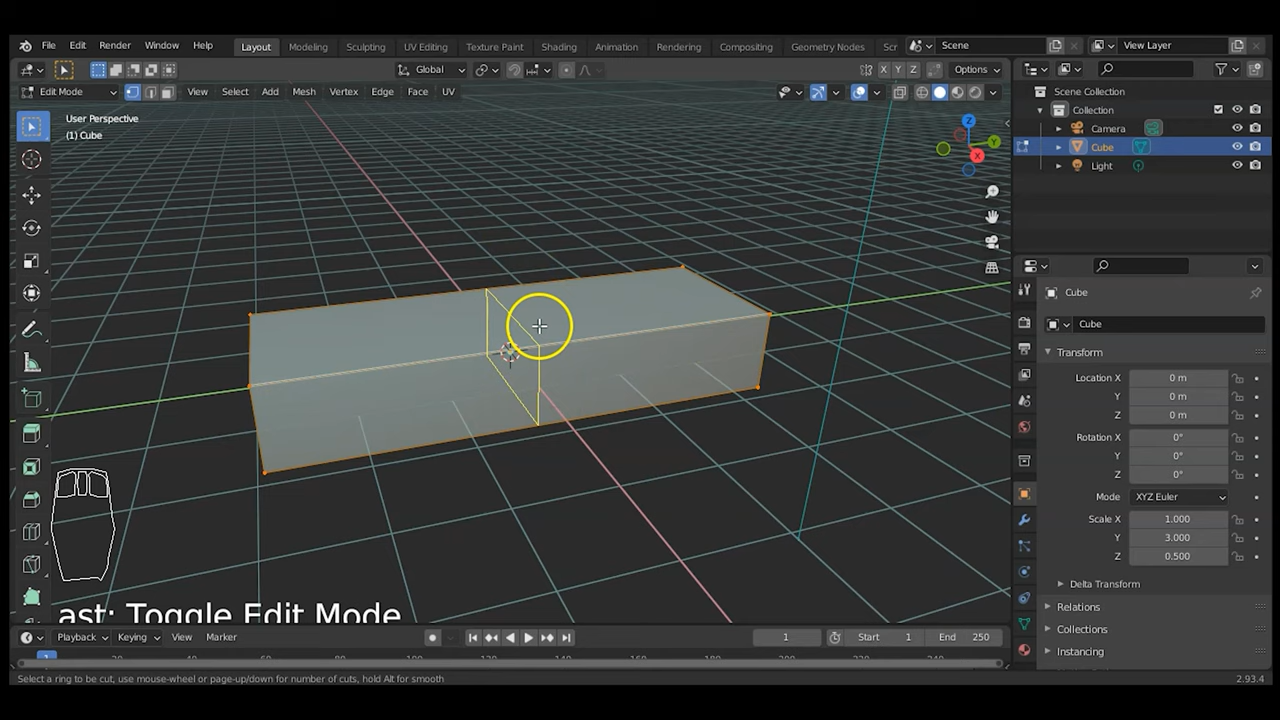 File Edit Render Window Help Layout Modeling Sculpting UV Editing Texture Paint Shading Animation Rendering Compositing Geometry Nodes Scr Scene View Layer
Global X Y Z Options
Edit Mode View Select Add Mesh Vertex Edge Face UV
User Perspective
(1) Cube
Z
Y
X
Scene Collection
Collection
Camera
Cube
Light
Cube
Cube
Transform
Location X 0 m
Y 0 m
Z 0 m
Rotation X 0°
Y 0°
Z 0°
Mode XYZ Euler
Scale X 1.000
Y 3.000
Z 0.500
Delta Transform
Relations
Collections
Instancing
ast: Toggle Edit Mode
Playback Keying View Marker 1 Start 1 End 250
1
Select a ring to be cut, use mouse-wheel or page-up/down for number of cuts, hold Alt for smooth 2.93.4